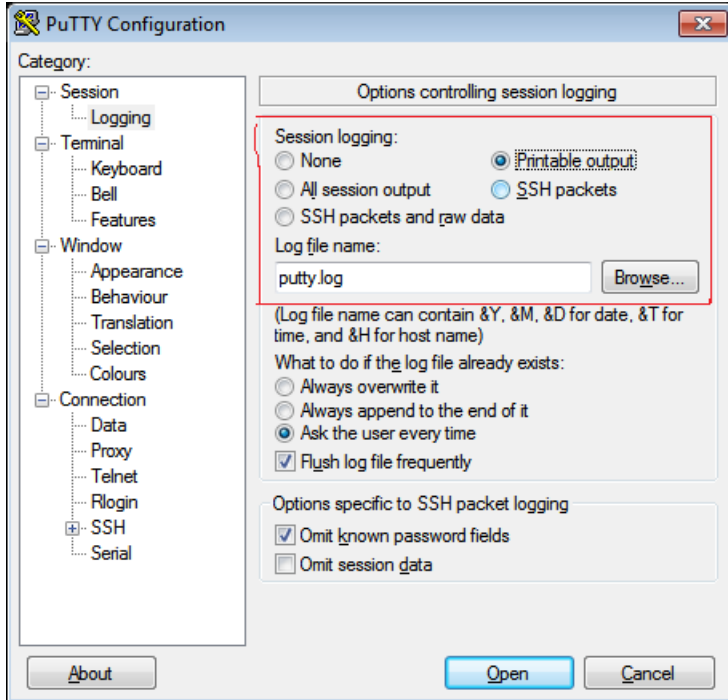 PuTTY Configuration
Category:
Session
Logging
Terminal
Keyboard
Bell
Features
Window
Appearance
Behaviour
Translation
Selection
Colours
Connection
Data
Proxy
Telnet
Rlogin
SSH
Serial
Options controlling session logging
Session logging:
None
Printable output
All session output
SSH packets
SSH packets and raw data
Log file name:
putty.log
Browse...
(Log file name can contain &Y, &M, &D for date, &T for
time, and &H for host name)
What to do if the log file already exists:
Always overwrite it
Always append to the end of it
Ask the user every time
Flush log file frequently
Options specific to SSH packet logging
Omit known password fields
Omit session data
About
Open
Cancel